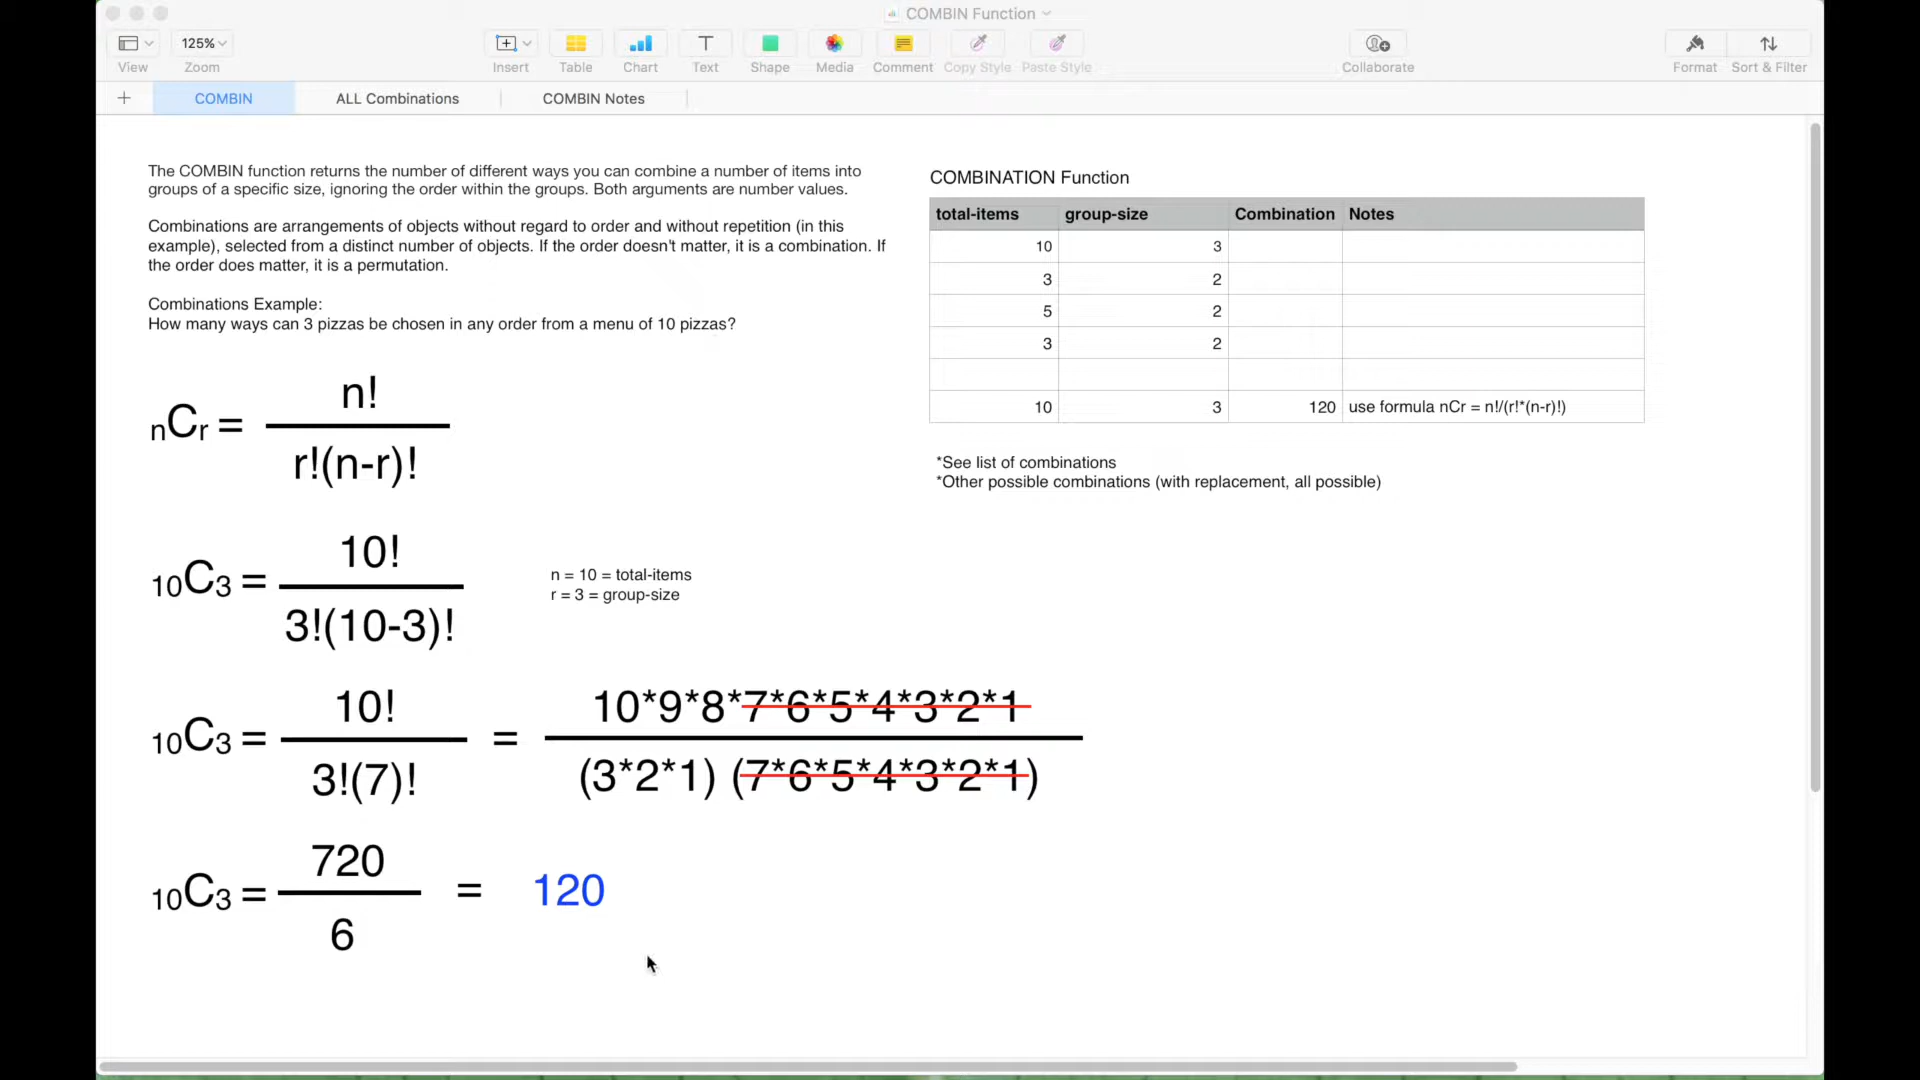 COMBIN Function
125%
View
Zoom
Insert
Table
Chart
Text
Shape
Media
Comment
Copy Style
Paste Style
Collaborate
Format
Sort & Filter
COMBIN
ALL Combinations
COMBIN Notes
The COMBIN function returns the number of different ways you can combine a number of items into
groups of a specific size, ignoring the order within the groups. Both arguments are number values.
Combinations are arrangements of objects without regard to order and without repetition (in this
example), selected from a distinct number of objects. If the order doesn't matter, it is a combination. If
the order does matter, it is a permutation.
Combinations Example:
How many ways can 3 pizzas be chosen in any order from a menu of 10 pizzas?
n!
nCr =
r!(n-r)!
10!
10C3 =
3!(10-3)!
n = 10 = total-items
r = 3 = group-size
10! 10*9*8*7*6*5*4*3*2*1
10C3 = =
3!(7)! (3*2*1) (7*6*5*4*3*2*1)
720
10C3 = = 120
6
COMBINATION Function
total-items group-size Combination Notes
10 3
3 2
5 2
3 2
10 3 120 use formula nCr = n!/(r!*(n-r)!)
*See list of combinations
*Other possible combinations (with replacement, all possible)